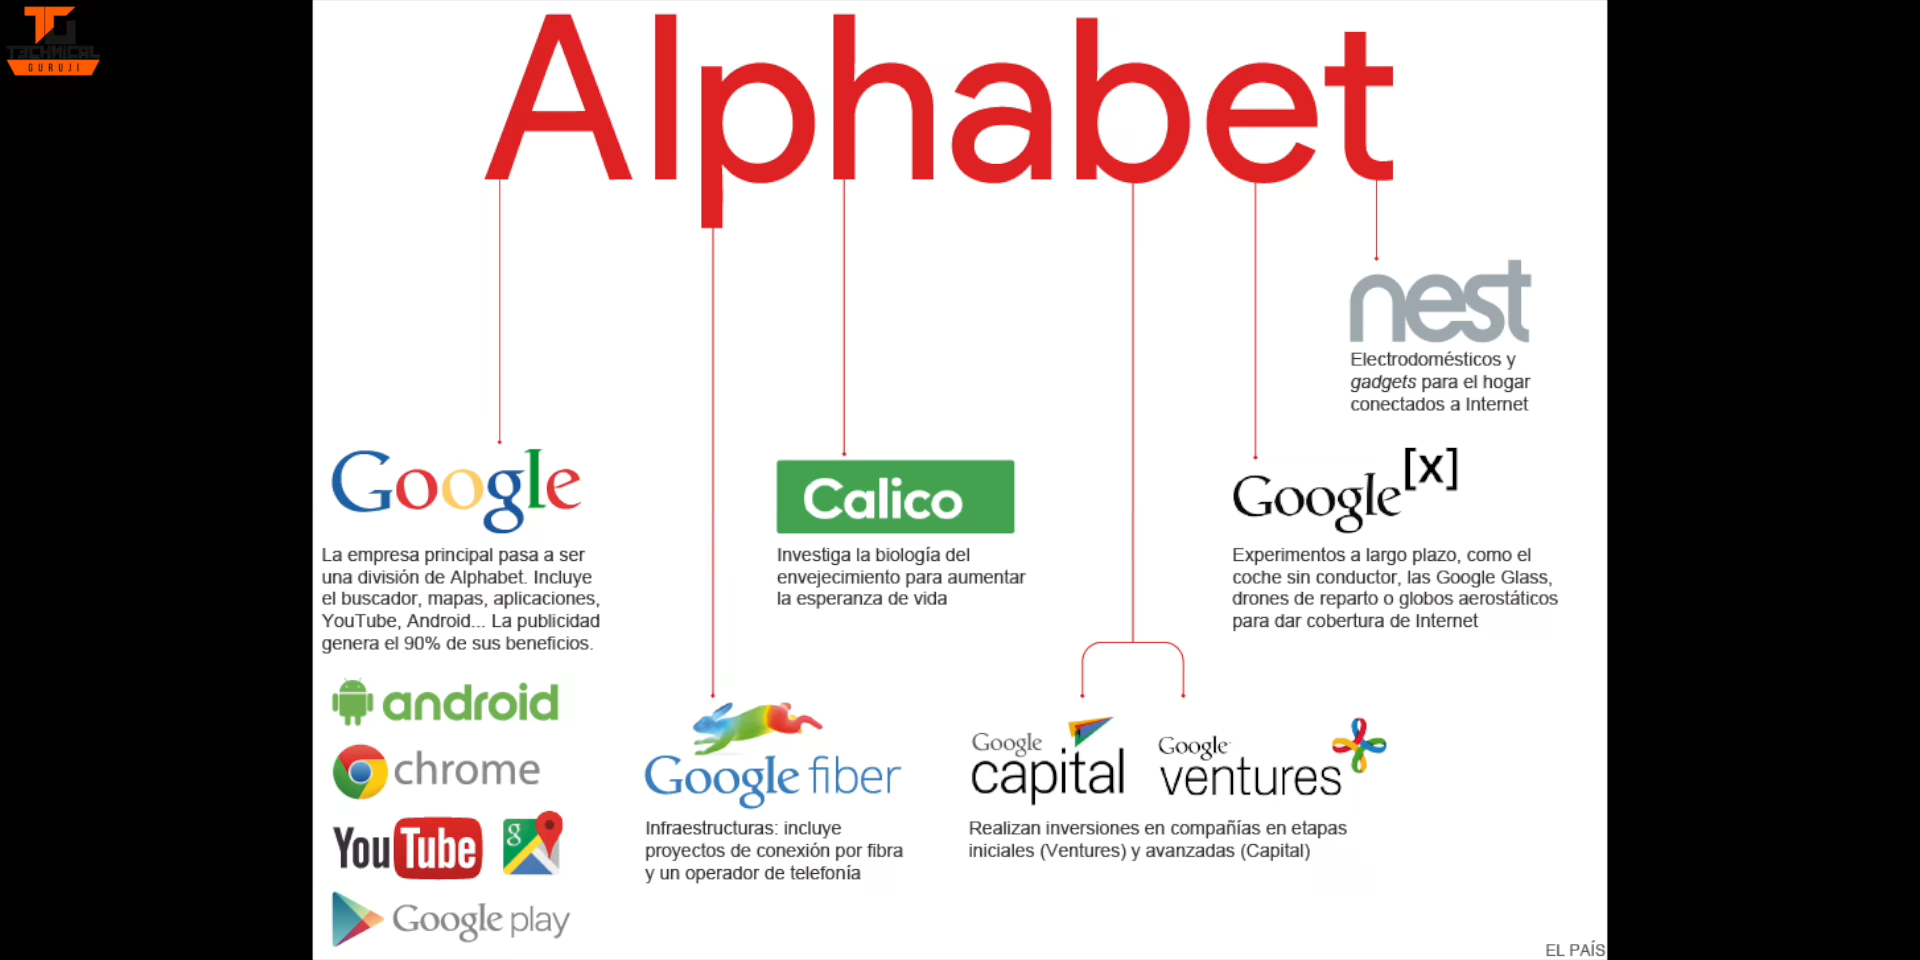 TECHNICAL
GURUJI
Alphabet
nest
Electrodomésticos y
gadgets para el hogar
conectados a Internet
Google
La empresa principal pasa a ser
una división de Alphabet. Incluye
el buscador, mapas, aplicaciones,
YouTube, Android... La publicidad
genera el 90% de sus beneficios.
android
chrome
YouTube
g
Google play
Calico
Investiga la biología del
envejecimiento para aumentar
la esperanza de vida
Google [x]
Experimentos a largo plazo, como el
coche sin conductor, las Google Glass,
drones de reparto o globos aerostáticos
para dar cobertura de Internet
Google fiber
Infraestructuras: incluye
proyectos de conexión por fibra
y un operador de telefonía
Google
capital
Google
ventures
Realizan inversiones en compañías en etapas
iniciales (Ventures) y avanzadas (Capital)
EL PAÍS